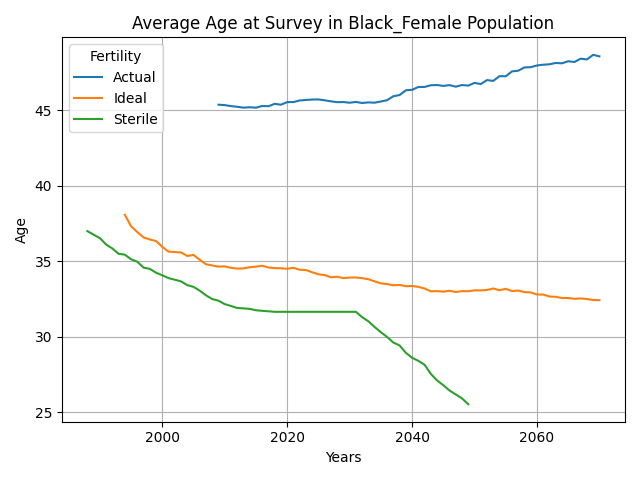 Average Age at Survey in Black_Female Population
Fertility
Actual
Ideal
Sterile
Age
45
40
35
30
25
2000
2020
2040
2060
Years